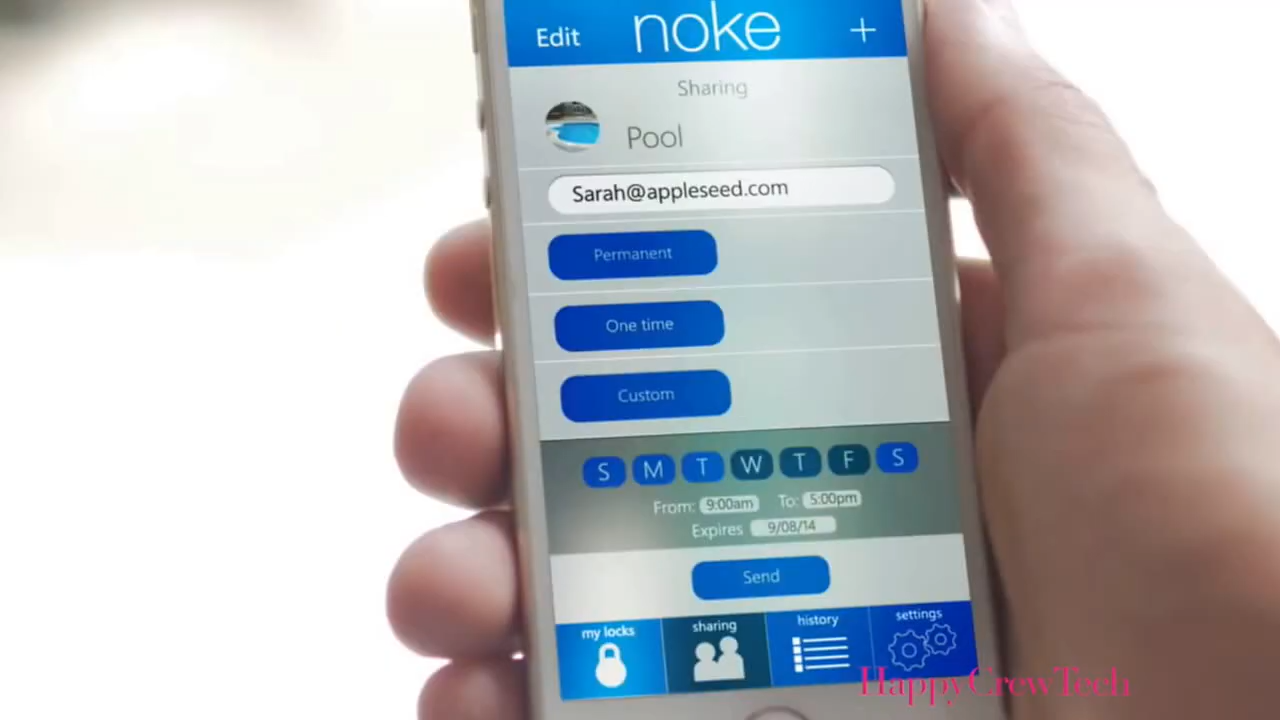 Edit noke +
Sharing
Pool
Sarah@appleseed.com
Permanent
One time
Custom
S M T W T F S
From: 9:00am To: 5:00pm
Expires 9/08/14
Send
my locks sharing history settings
HappyCrewTech